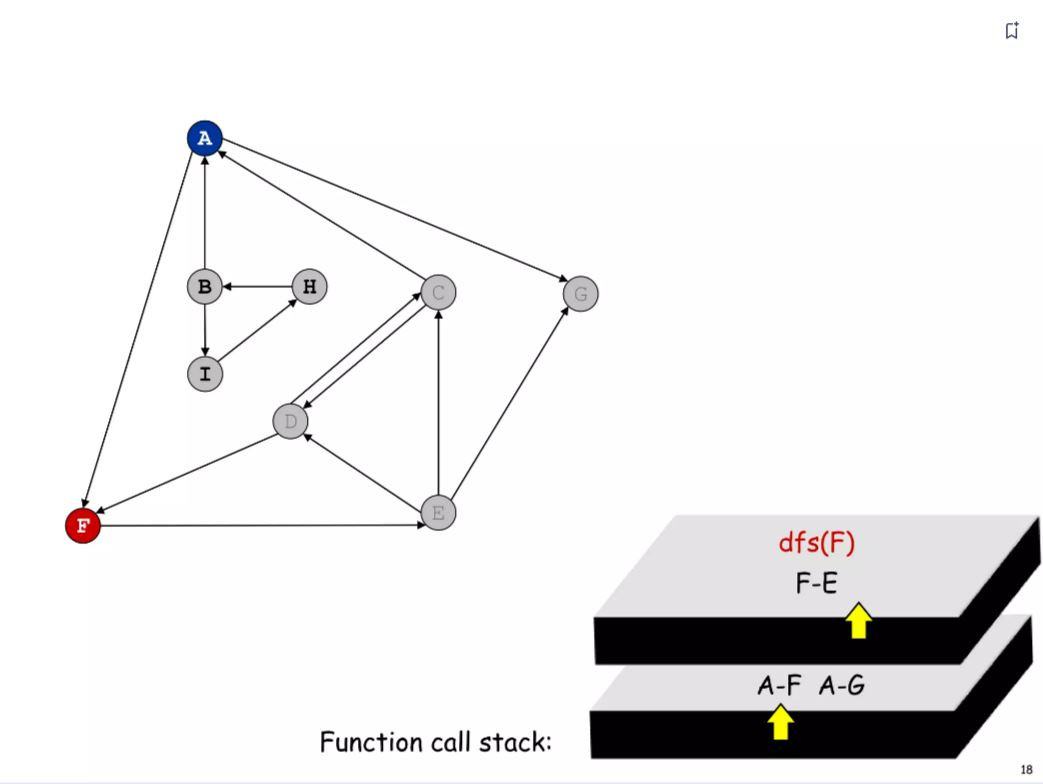 A
B
H
C
G
I
D
F
E
dfs(F)
F-E
A-F A-G
Function call stack:
18